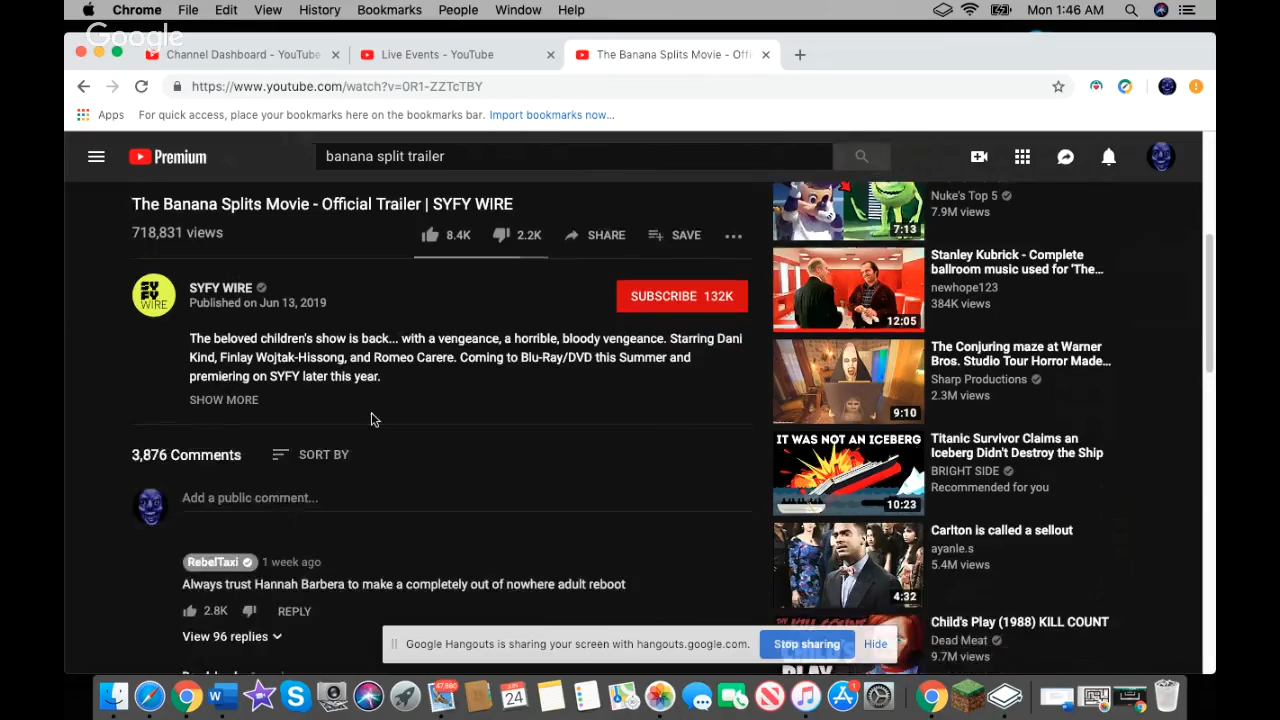 Chrome File Edit View History Bookmarks People Window Help Mon 1:46 AM
Google
Channel Dashboard - YouTube Live Events - YouTube The Banana Splits Movie - Offi
https://www.youtube.com/watch?v=0R1-ZZTcTBY
Apps For quick access, place your bookmarks here on the bookmarks bar. Import bookmarks now...
Premium
banana split trailer
The Banana Splits Movie - Official Trailer | SYFY WIRE
718,831 views
8.4K 2.2K SHARE SAVE
SYFY WIRE
SYFY WIRE
Published on Jun 13, 2019
SUBSCRIBE 132K
The beloved children's show is back... with a vengeance, a horrible, bloody vengeance. Starring Dani
Kind, Finlay Wojtak-Hissong, and Romeo Carere. Coming to Blu-Ray/DVD this Summer and
premiering on SYFY later this year.
SHOW MORE
3,876 Comments SORT BY
Add a public comment...
RebelTaxi 1 week ago
Always trust Hannah Barbera to make a completely out of nowhere adult reboot
2.8K REPLY
View 96 replies
Nuke's Top 5
7.9M views
7:13
Stanley Kubrick - Complete
ballroom music used for 'The...
newhope123
384K views
12:05
The Conjuring maze at Warner
Bros. Studio Tour Horror Made...
Sharp Productions
2.3M views
9:10
IT WAS NOT AN ICEBERG
Titanic Survivor Claims an
Iceberg Didn't Destroy the Ship
BRIGHT SIDE
Recommended for you
10:23
Carlton is called a sellout
ayanle.s
5.4M views
4:32
Child's Play (1988) KILL COUNT
Dead Meat
9.7M views
Google Hangouts is sharing your screen with hangouts.google.com. Stop sharing Hide
47,880
JUN
24
1